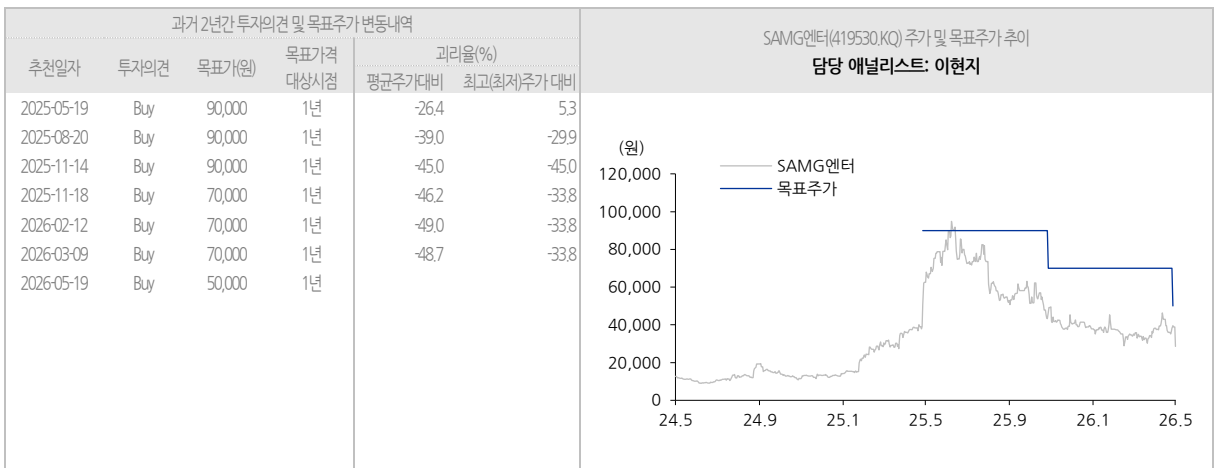 과거 2년간 투자의견 및 목표주가 변동내역
추천일자 투자의견 목표가(원) 목표가격 대상시점 괴리율(%)
평균주가대비 최고(최저)주가 대비
2025-05-19 Buy 90,000 1년 -26.4 5.3
2025-08-20 Buy 90,000 1년 -39.0 -29.9
2025-11-14 Buy 90,000 1년 -45.0 -45.0
2025-11-18 Buy 70,000 1년 -46.2 -33.8
2026-02-12 Buy 70,000 1년 -49.0 -33.8
2026-03-09 Buy 70,000 1년 -48.7 -33.8
2026-05-19 Buy 50,000 1년
SAMG엔터(419530.KQ) 주가 및 목표주가 추이
담당 애널리스트: 이현지
(원)
SAMG엔터
목표주가
120,000
100,000
80,000
60,000
40,000
20,000
0
24.5 24.9 25.1 25.5 25.9 26.1 26.5